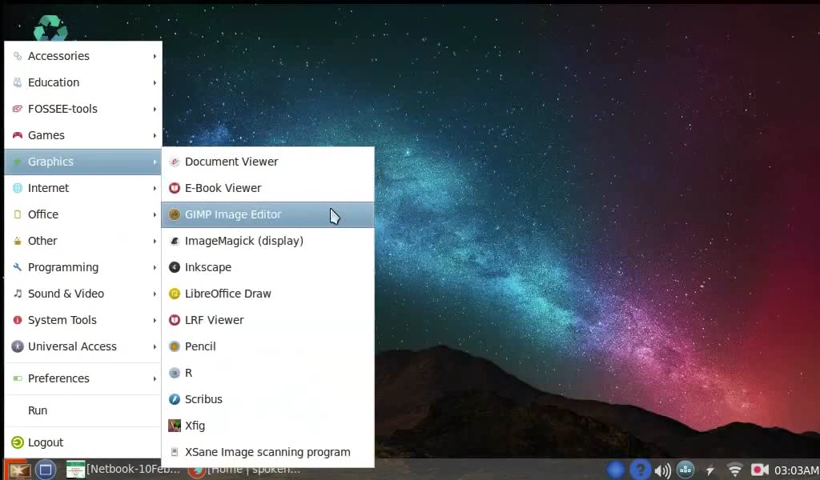 Accessories
Education
FOSSEE-tools
Games
Graphics
Internet
Office
Other
Programming
Sound & Video
System Tools
Universal Access
Preferences
Run
Logout
Document Viewer
E-Book Viewer
GIMP Image Editor
ImageMagick (display)
Inkscape
LibreOffice Draw
LRF Viewer
Pencil
R
Scribus
Xfig
XSane Image scanning program
[Netbook-10Feb...
[Home | spoken...
03:03AM